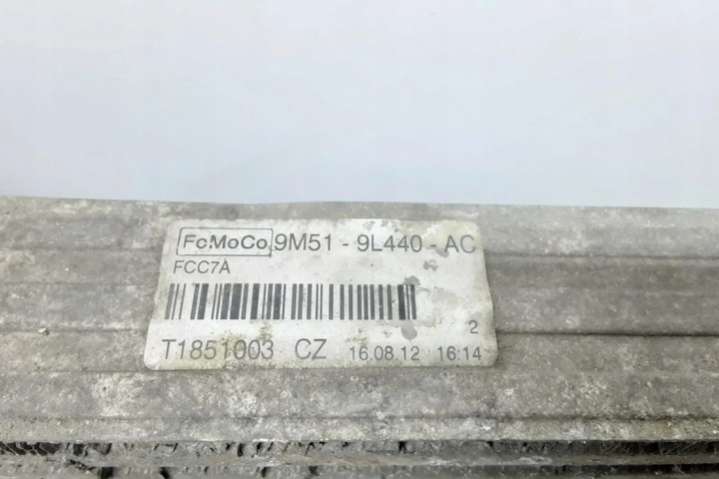 FoMoCo 9M51 - 9L440 - AC
FCC7A
2
T1851003 CZ 16.08.12 16:14